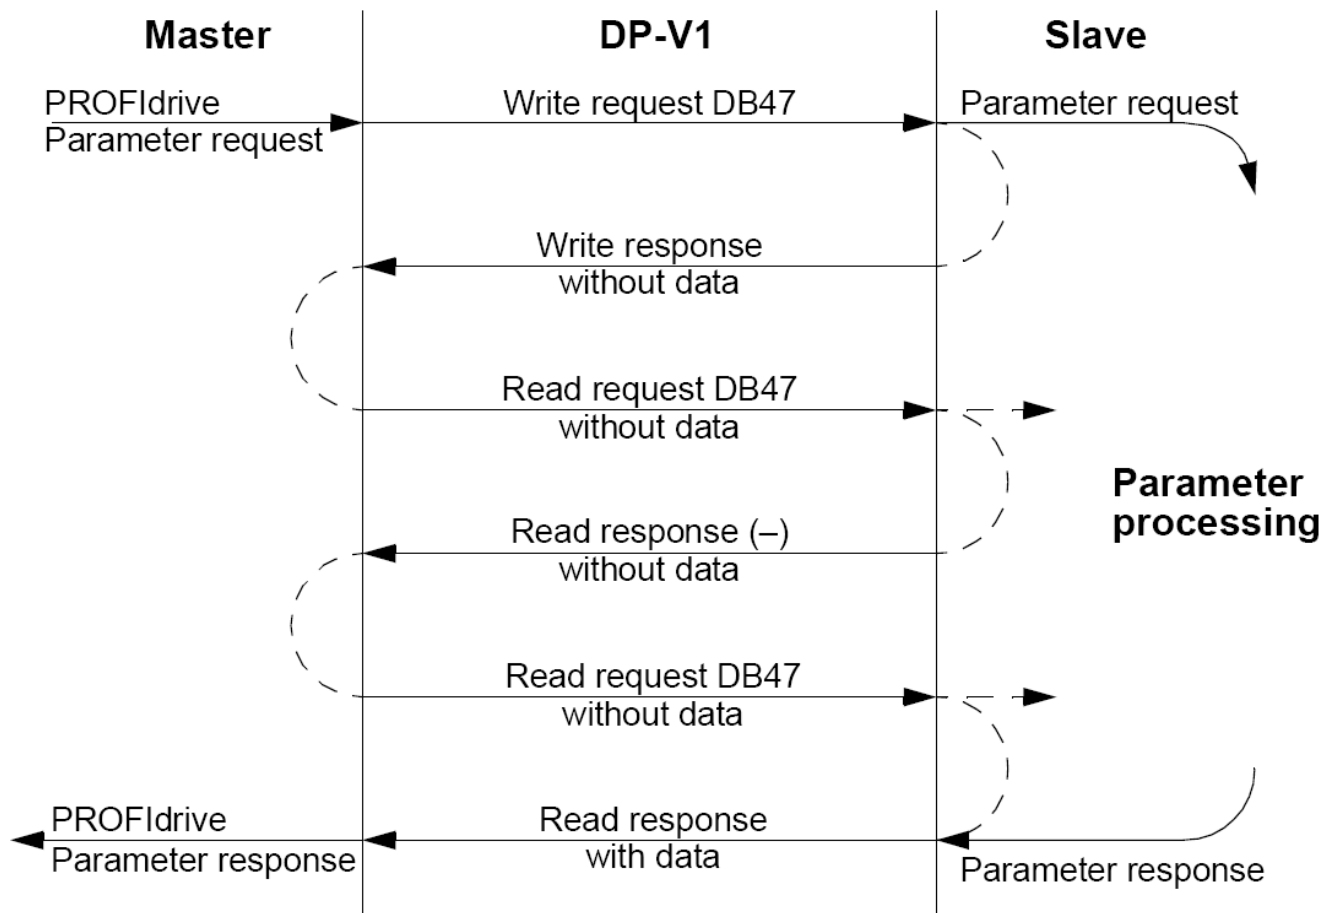 Master
DP-V1
Slave
PROFIdrive
Parameter request
Write request DB47
Parameter request
Write response
without data
Read request DB47
without data
Parameter
processing
Read response (–)
without data
Read request DB47
without data
PROFIdrive
Parameter response
Read response
with data
Parameter response